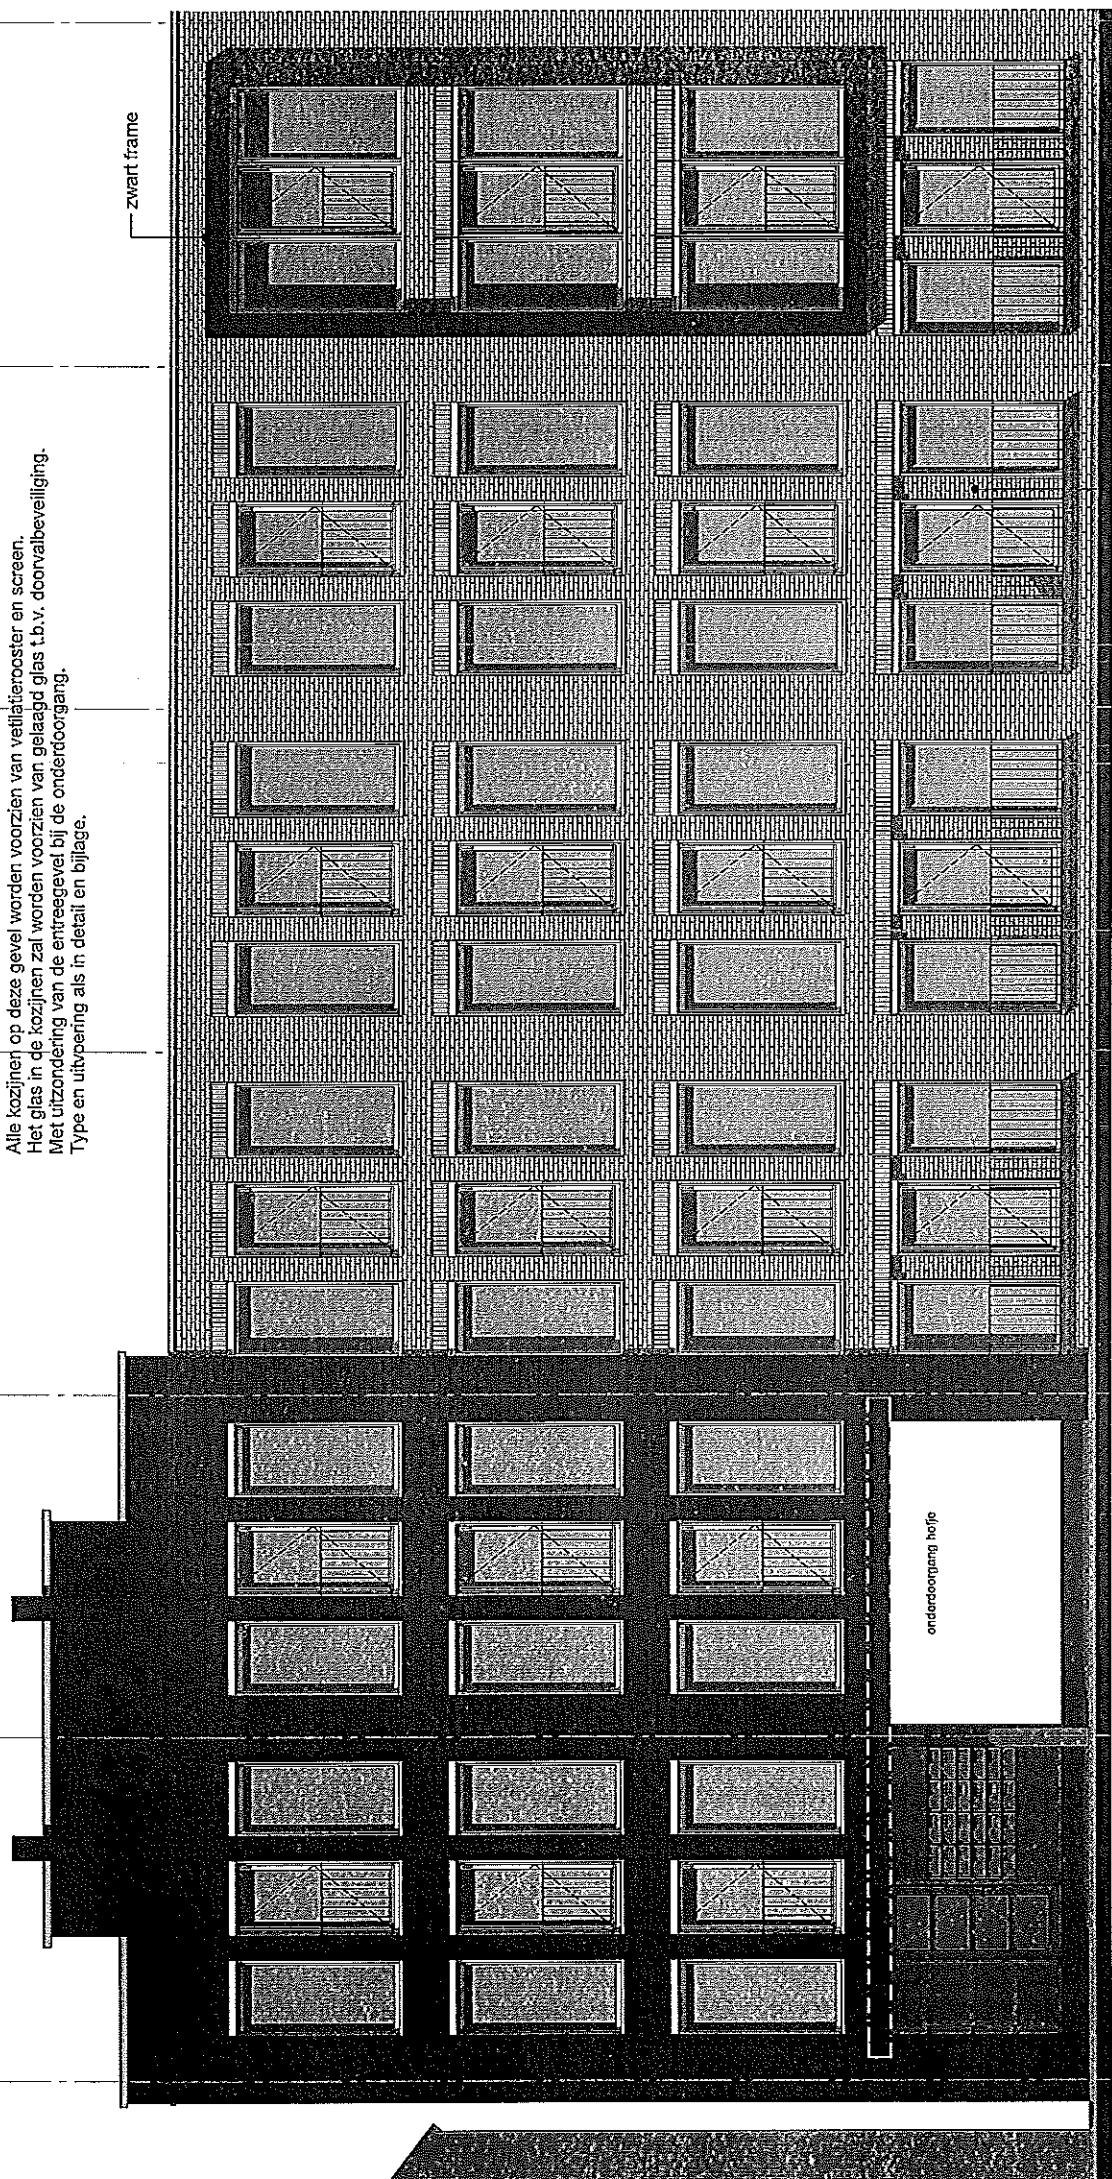 Alle kozijnen op deze gevel worden voorzien van vetilatierooster en screen.
Het glas in de kozijnen zal worden voorzien van gelaagd glas t.b.v. doorvalbeveiliging.
Met uitzondering van de entreegevel bij de onderdoorgang.
Type en uitvoering als in detail en bijlage.
zwart frame
onderdoorgang hofje